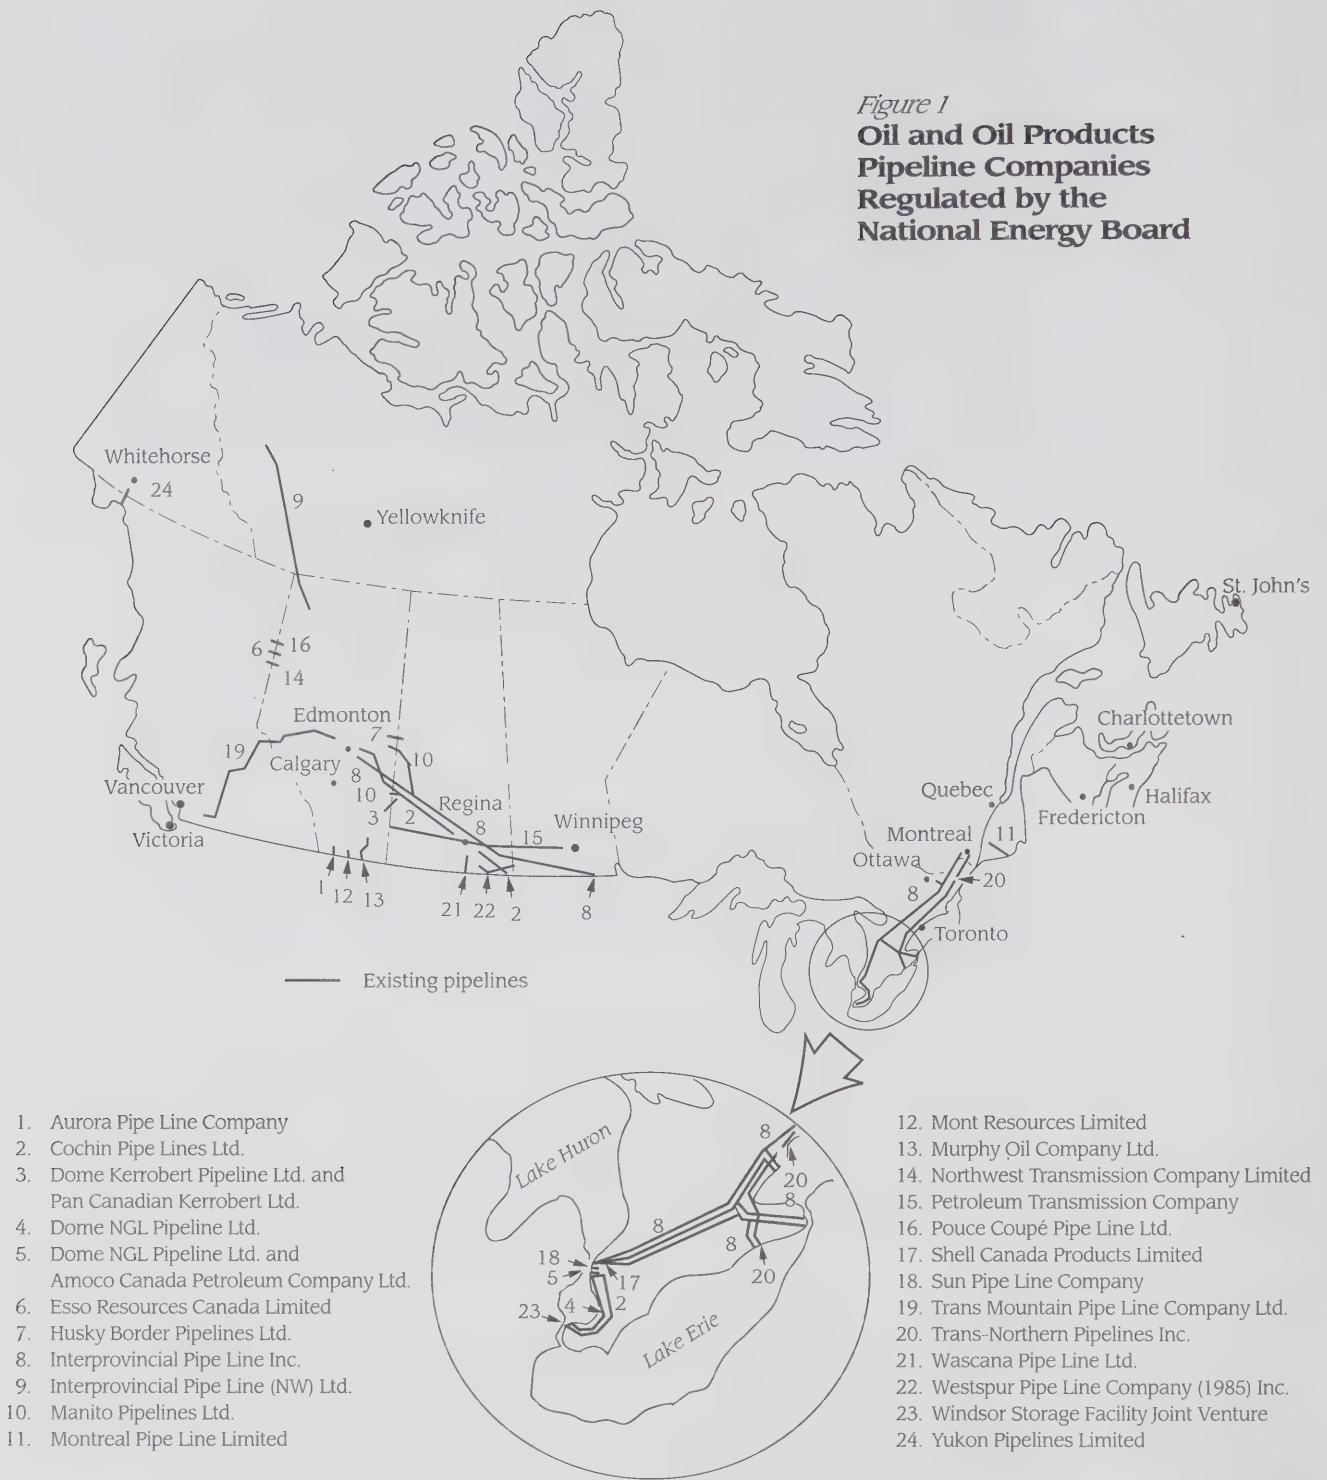 Figure 1
Oil and Oil Products
Pipeline Companies
Regulated by the
National Energy Board
Whitehorse
24
9
Yellowknife
St. John's
6
16
14
Edmonton
7
Charlottetown
19
10
Calgary
8
Vancouver
10
Regina
Quebec
Halifax
3
2
Fredericton
8
Winnipeg
Victoria
15
Montreal
11
Ottawa
1
12
13
20
8
21
22
2
8
Toronto
Existing pipelines
Lake Huron
8
20
8
8
8
18
5
17
20
4
2
23
Lake Erie
1. Aurora Pipe Line Company
2. Cochin Pipe Lines Ltd.
3. Dome Kerrobert Pipeline Ltd. and
Pan Canadian Kerrobert Ltd.
4. Dome NGL Pipeline Ltd.
5. Dome NGL Pipeline Ltd. and
Amoco Canada Petroleum Company Ltd.
6. Esso Resources Canada Limited
7. Husky Border Pipelines Ltd.
8. Interprovincial Pipe Line Inc.
9. Interprovincial Pipe Line (NW) Ltd.
10. Manito Pipelines Ltd.
11. Montreal Pipe Line Limited
12. Mont Resources Limited
13. Murphy Oil Company Ltd.
14. Northwest Transmission Company Limited
15. Petroleum Transmission Company
16. Pouce Coupé Pipe Line Ltd.
17. Shell Canada Products Limited
18. Sun Pipe Line Company
19. Trans Mountain Pipe Line Company Ltd.
20. Trans-Northern Pipelines Inc.
21. Wascana Pipe Line Ltd.
22. Westspur Pipe Line Company (1985) Inc.
23. Windsor Storage Facility Joint Venture
24. Yukon Pipelines Limited